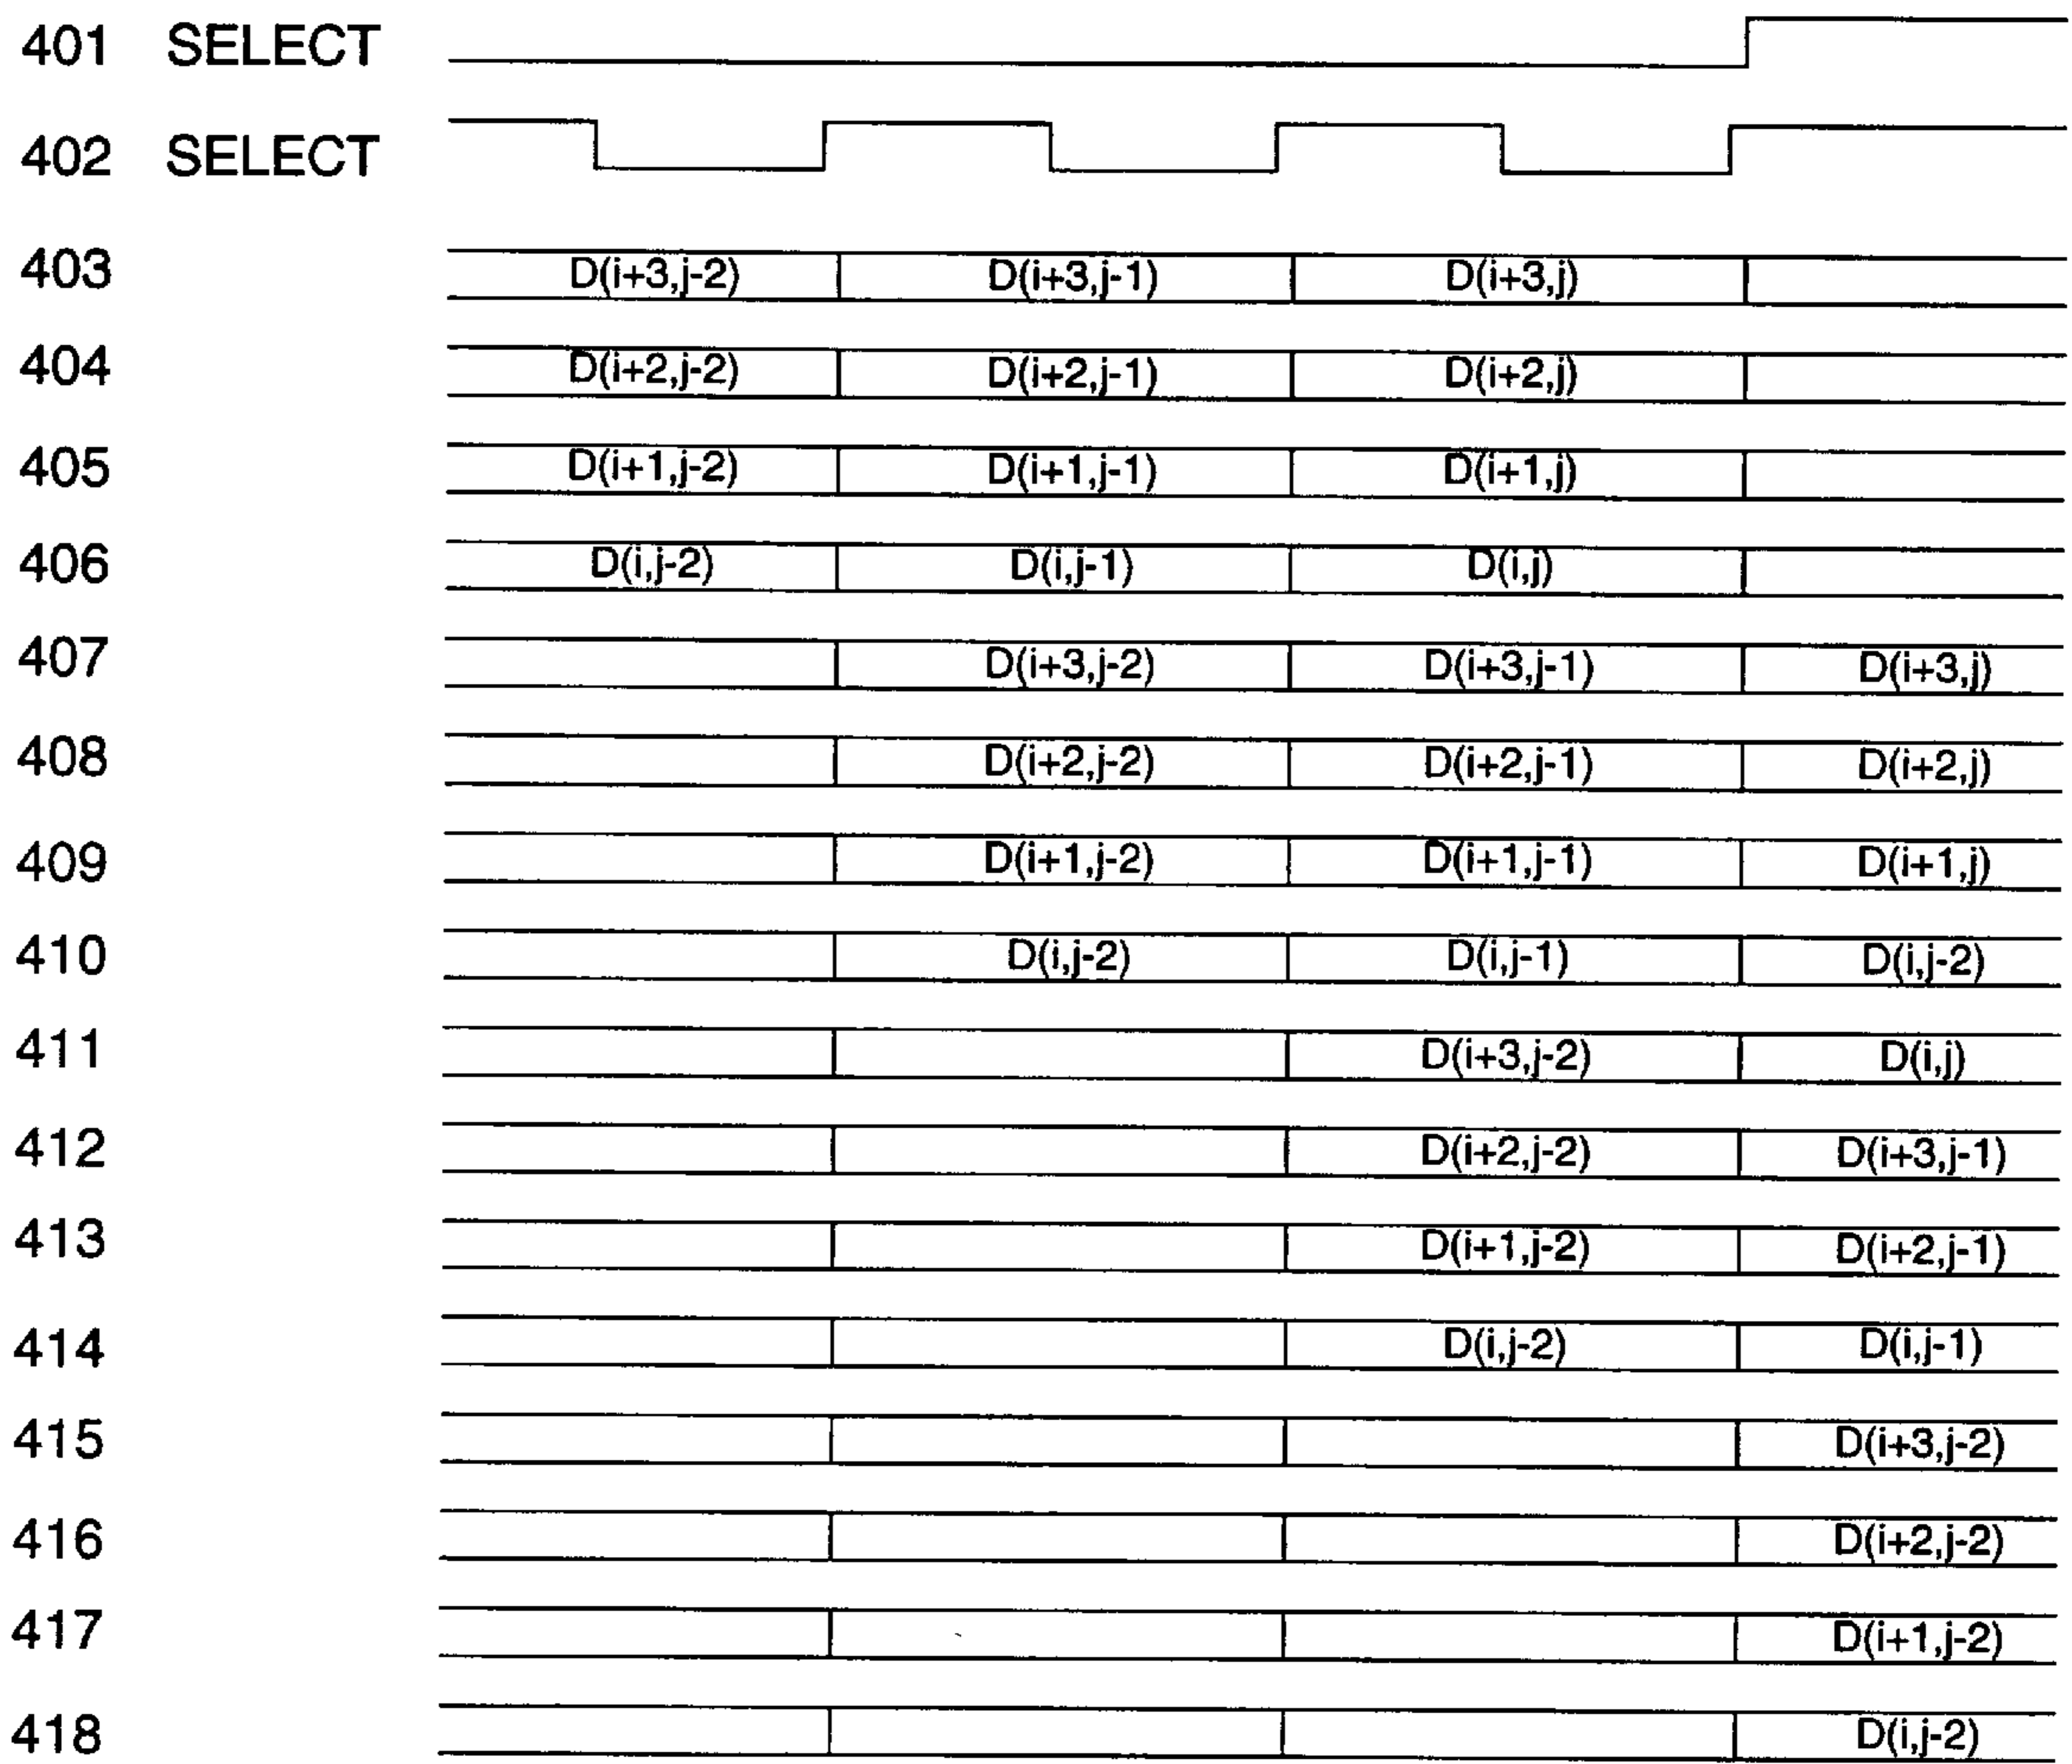 401 SELECT
402 SELECT
403 D(i+3,j-2) D(i+3,j-1) D(i+3,j)
404 D(i+2,j-2) D(i+2,j-1) D(i+2,j)
405 D(i+1,j-2) D(i+1,j-1) D(i+1,j)
406 D(i,j-2) D(i,j-1) D(i,j)
407 D(i+3,j-2) D(i+3,j-1) D(i+3,j)
408 D(i+2,j-2) D(i+2,j-1) D(i+2,j)
409 D(i+1,j-2) D(i+1,j-1) D(i+1,j)
410 D(i,j-2) D(i,j-1) D(i,j-2)
411 D(i+3,j-2) D(i,j)
412 D(i+2,j-2) D(i+3,j-1)
413 D(i+1,j-2) D(i+2,j-1)
414 D(i,j-2) D(i,j-1)
415 D(i+3,j-2)
416 D(i+2,j-2)
417 D(i+1,j-2)
418 D(i,j-2)